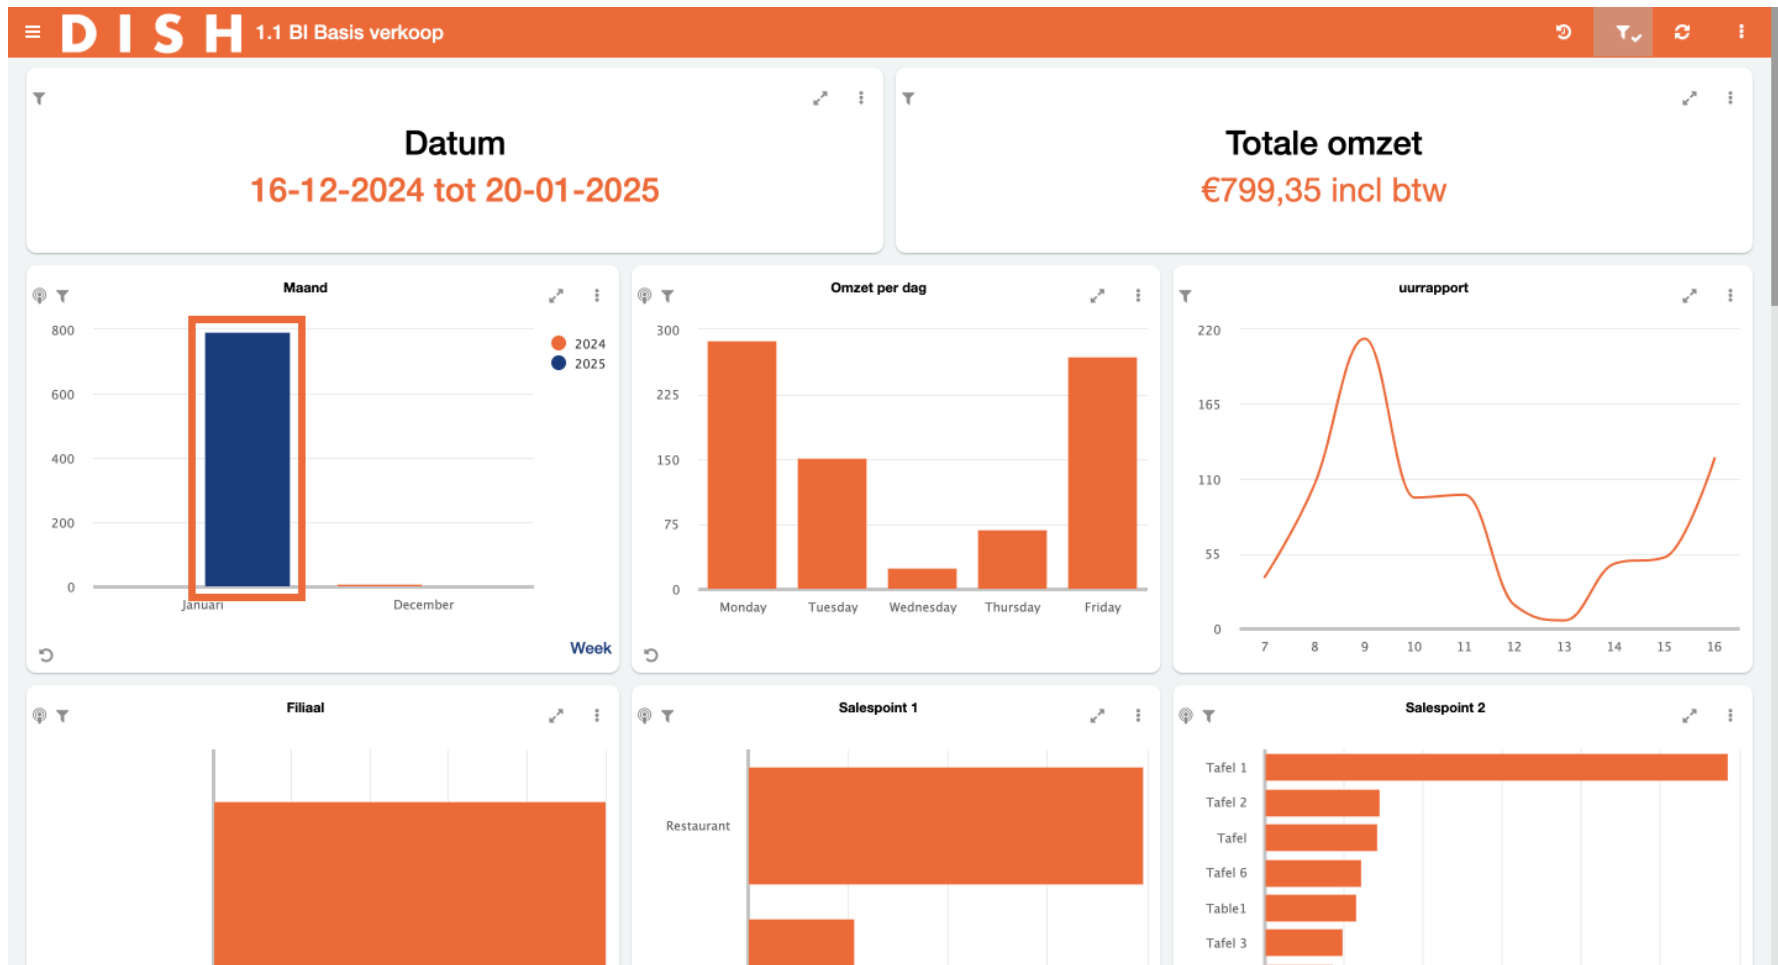 DISH 1.1 BI Basis verkoop
Datum
16-12-2024 tot 20-01-2025
Totale omzet
€799,35 incl btw
Maand
800
600
400
200
0
Januari
December
2024
2025
Week
Omzet per dag
300
225
150
75
0
Monday Tuesday Wednesday Thursday Friday
uurrapport
220
165
110
55
0
7 8 9 10 11 12 13 14 15 16
Filiaal
Salespoint 1
Restaurant
Salespoint 2
Tafel 1
Tafel 2
Tafel
Tafel 6
Table1
Tafel 3